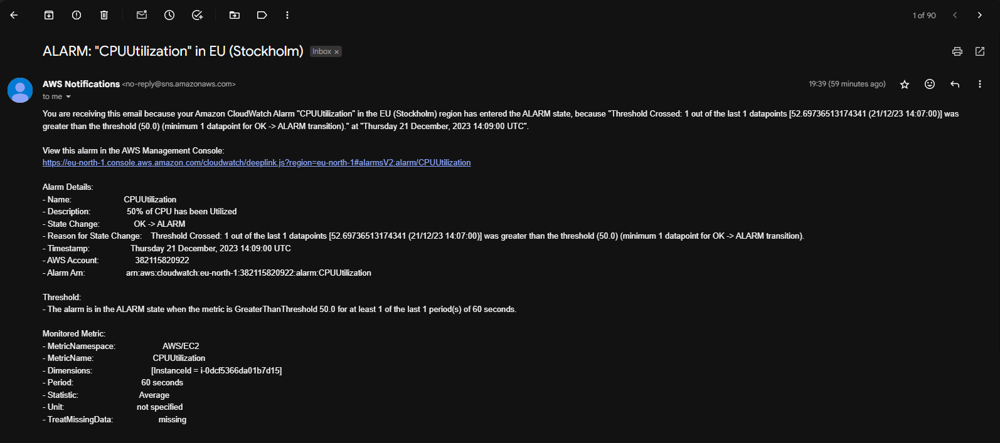 1 of 90
ALARM: "CPUUtilization" in EU (Stockholm) Inbox ×
AWS Notifications <no-reply@sns.amazonaws.com> 19:39 (59 minutes ago)
to me
You are receiving this email because your Amazon CloudWatch Alarm "CPUUtilization" in the EU (Stockholm) region has entered the ALARM state, because "Threshold Crossed: 1 out of the last 1 datapoints [52.69736513174341 (21/12/23 14:07:00)] was
greater than the threshold (50.0) (minimum 1 datapoint for OK -> ALARM transition)." at "Thursday 21 December, 2023 14:09:00 UTC".
View this alarm in the AWS Management Console:
https://eu-north-1.console.aws.amazon.com/cloudwatch/deeplink.js?region=eu-north-1#alarmsV2:alarm/CPUUtilization
Alarm Details:
- Name: CPUUtilization
- Description: 50% of CPU has been Utilized
- State Change: OK -> ALARM
- Reason for State Change: Threshold Crossed: 1 out of the last 1 datapoints [52.69736513174341 (21/12/23 14:07:00)] was greater than the threshold (50.0) (minimum 1 datapoint for OK -> ALARM transition).
- Timestamp: Thursday 21 December, 2023 14:09:00 UTC
- AWS Account: 382115820922
- Alarm Arn: arn:aws:cloudwatch:eu-north-1:382115820922:alarm:CPUUtilization
Threshold:
- The alarm is in the ALARM state when the metric is GreaterThanThreshold 50.0 for at least 1 of the last 1 period(s) of 60 seconds.
Monitored Metric:
- MetricNamespace: AWS/EC2
- MetricName: CPUUtilization
- Dimensions: [InstanceId = i-0dcf5366da01b7d15]
- Period: 60 seconds
- Statistic: Average
- Unit: not specified
- TreatMissingData: missing